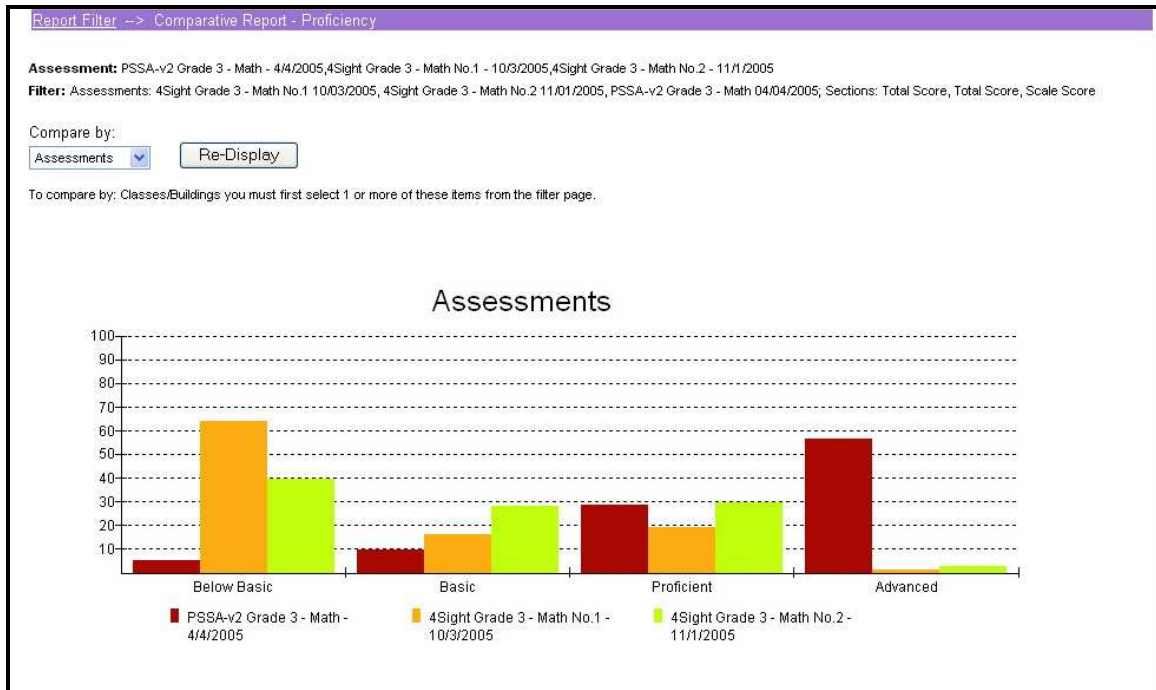 Report Filter --> Comparative Report - Proficiency
Assessment: PSSA-v2 Grade 3 - Math - 4/4/2005,4Sight Grade 3 - Math No.1 - 10/3/2005,4Sight Grade 3 - Math No.2 - 11/1/2005
Filter: Assessments: 4Sight Grade 3 - Math No.1 10/03/2005, 4Sight Grade 3 - Math No.2 11/01/2005, PSSA-v2 Grade 3 - Math 04/04/2005; Sections: Total Score, Total Score, Scale Score
Compare by:
Assessments Re-Display
To compare by: Classes/Buildings you must first select 1 or more of these items from the filter page.
Assessments
100
90
80
70
60
50
40
30
20
10
Below Basic Basic Proficient Advanced
PSSA-v2 Grade 3 - Math - 4Sight Grade 3 - Math No.1 - 4Sight Grade 3 - Math No.2 -
4/4/2005 10/3/2005 11/1/2005